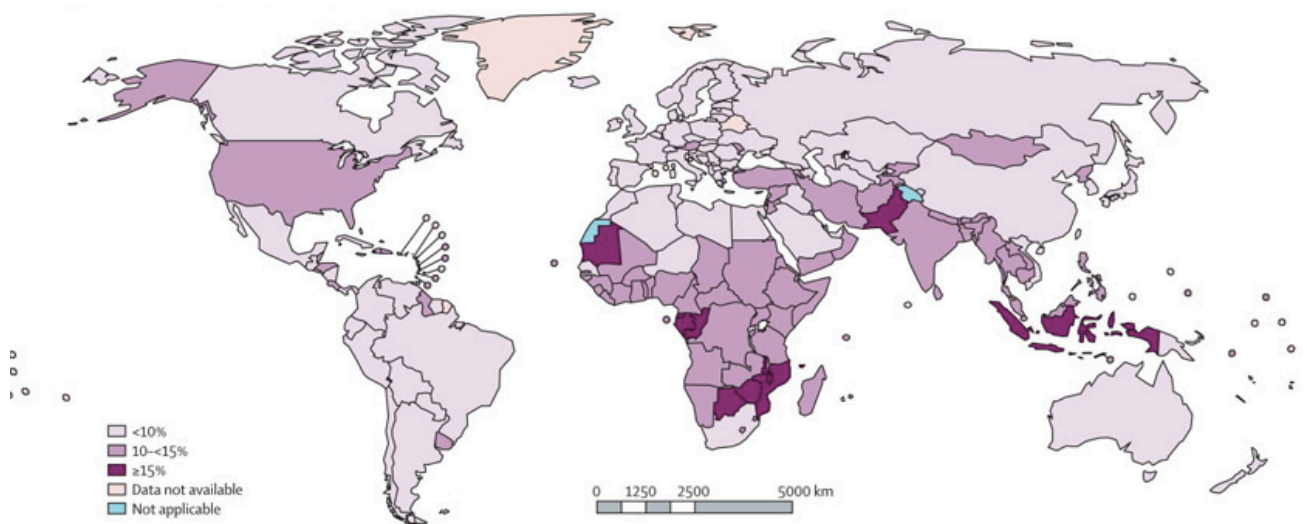 <10%
10–<15%
≥15%
Data not available
Not applicable
0 1250 2500 5000 km